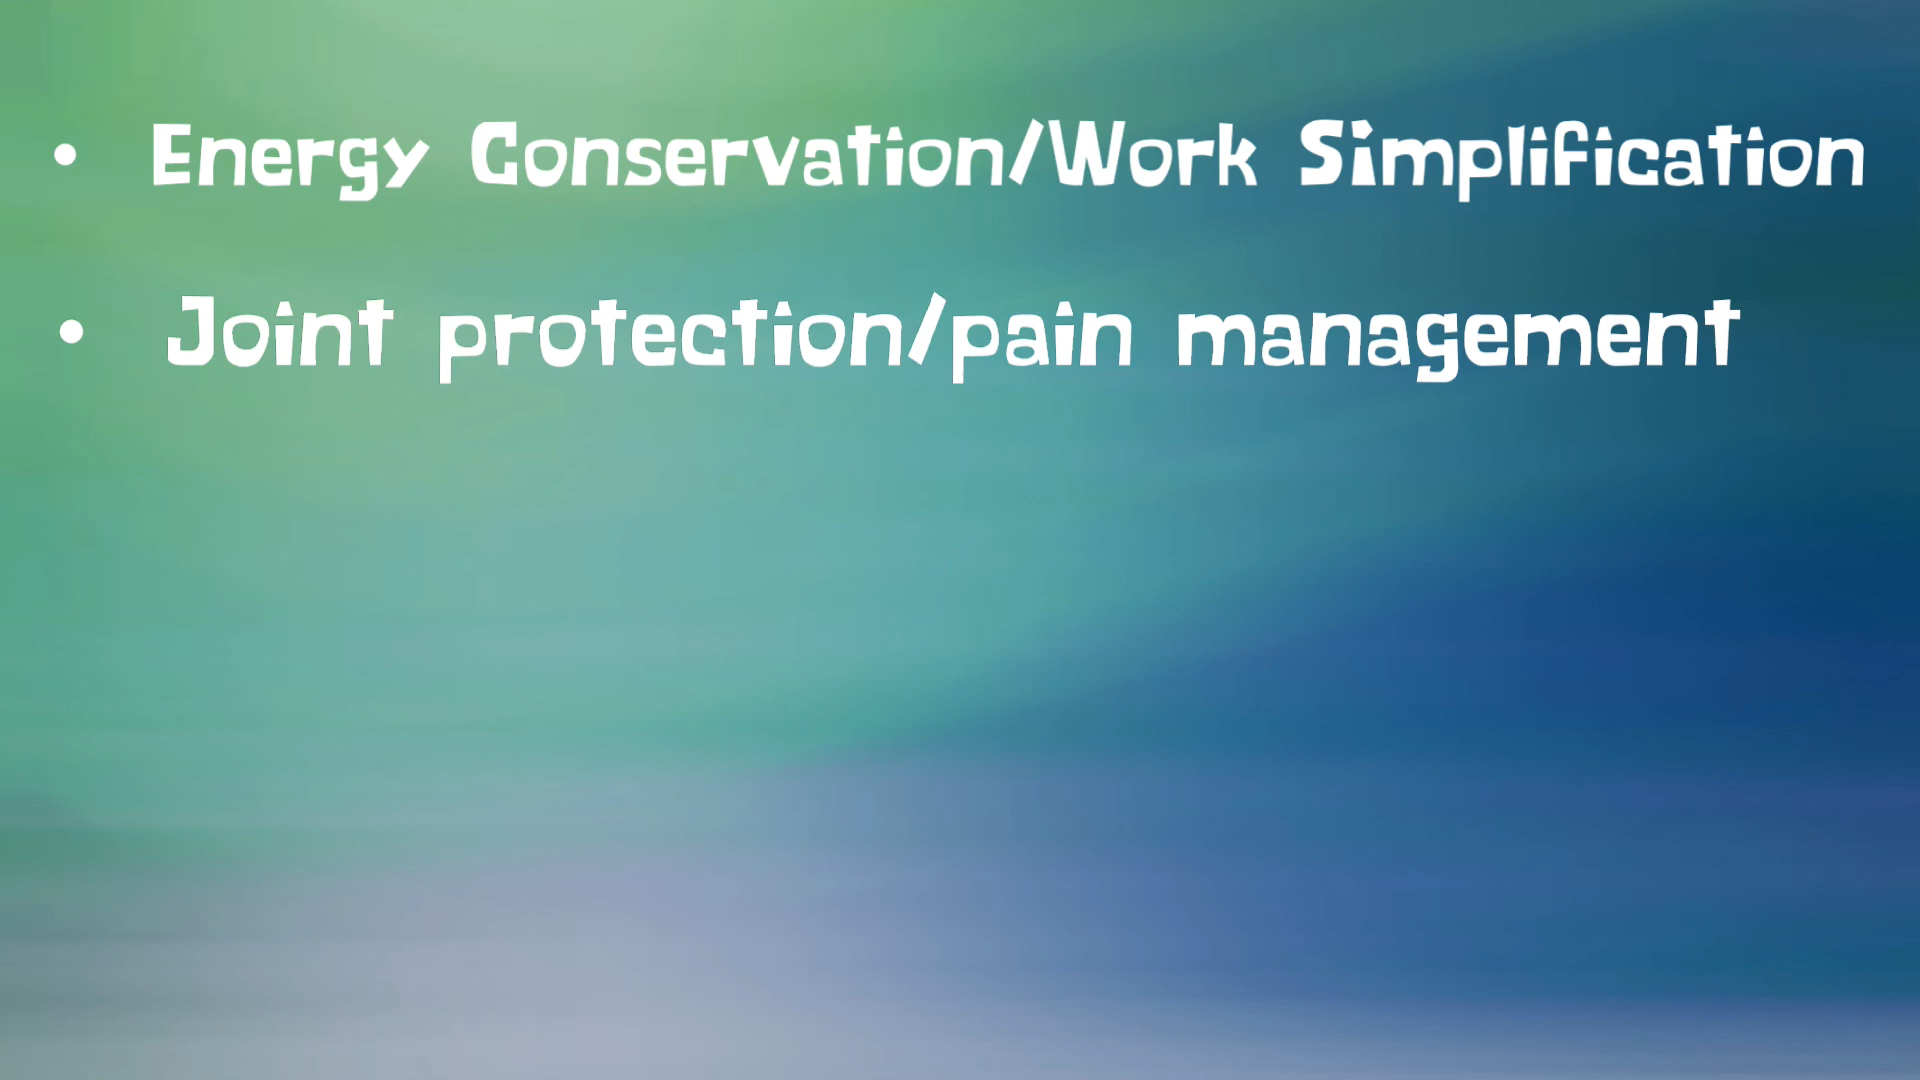 • Energy Conservation/Work Simplification
• Joint protection/pain management